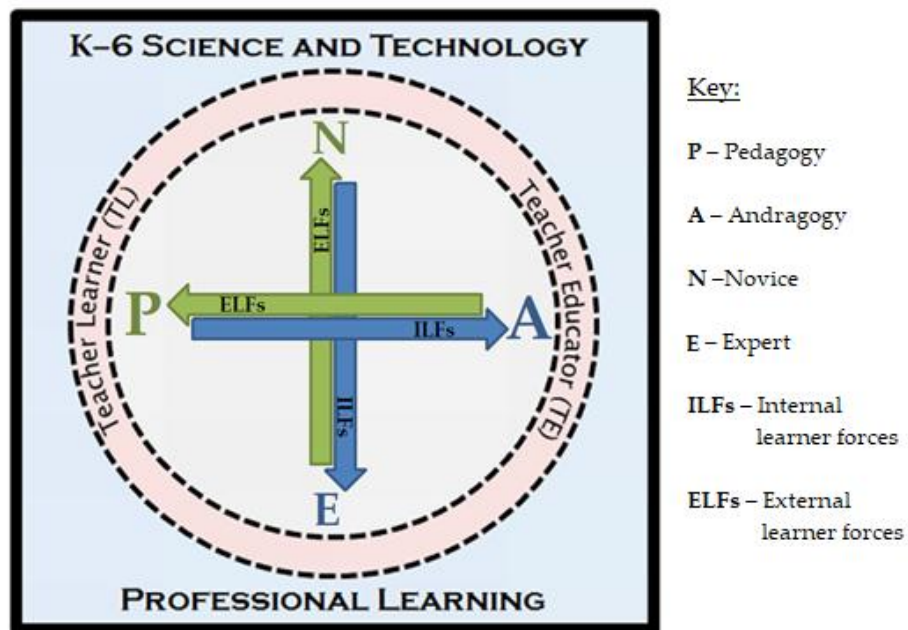 K–6 SCIENCE AND TECHNOLOGY
N
Teacher Learner (TL)
Teacher Educator (TE)
ELFs
P
ELFs
ILFs
A
ILFs
E
PROFESSIONAL LEARNING
Key:
P – Pedagogy
A – Andragogy
N –Novice
E – Expert
ILFs – Internal
learner forces
ELFs – External
learner forces